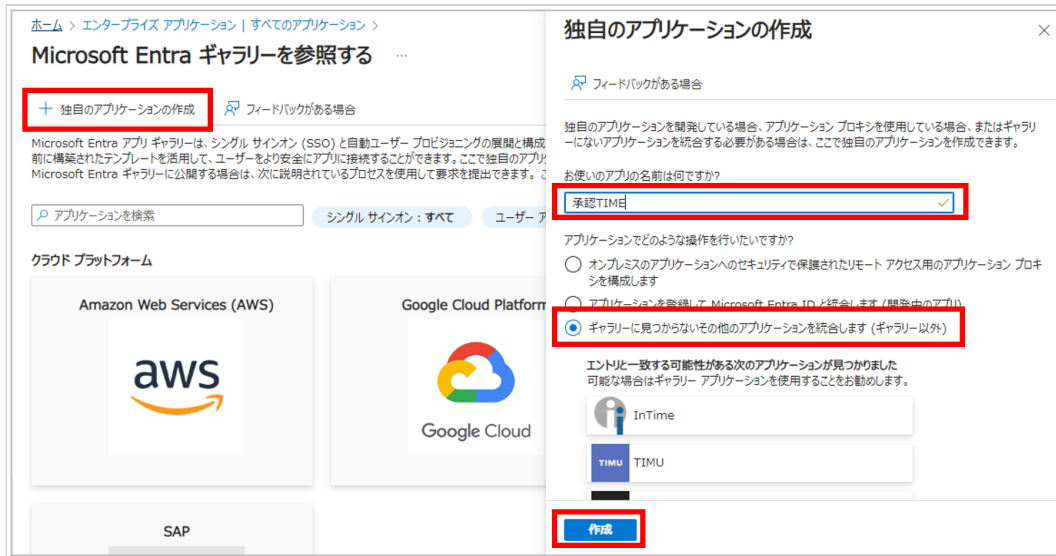 ホーム > エンタープライズ アプリケーション | すべてのアプリケーション >
Microsoft Entra ギャラリーを参照する ...
+ 独自のアプリケーションの作成
フィードバックがある場合
Microsoft Entra アプリ ギャラリーは、シングル サインオン (SSO) と自動ユーザー プロビジョニングの展開と構成
前に構築されたテンプレートを活用して、ユーザーをより安全にアプリに接続することができます。ここで独自のアプリ
Microsoft Entra ギャラリーに公開する場合は、次に説明されているプロセスを使用して要求を提出できます。
アプリケーションを検索
シングル サインオン : すべて
ユーザー ア
クラウド プラットフォーム
Amazon Web Services (AWS)
aws
Google Cloud Platform
Google Cloud
SAP
独自のアプリケーションの作成
フィードバックがある場合
独自のアプリケーションを開発している場合、アプリケーション プロキシを使用している場合、またはギャラリ
ーにないアプリケーションを統合する必要がある場合は、ここで独自のアプリケーションを作成できます。
お使いのアプリの名前は何ですか?
承認TIME
アプリケーションでどのような操作を行いたいですか?
オンプレミスのアプリケーションへのセキュリティで保護されたリモート アクセス用のアプリケーション プロキ
シを構成します
アプリケーションを登録して Microsoft Entra ID と統合します (開発中のアプリ)
ギャラリーに見つからないその他のアプリケーションを統合します (ギャラリー以外)
エントリと一致する可能性がある次のアプリケーションが見つかりました
可能な場合はギャラリー アプリケーションを使用することをお勧めします。
InTime
TIMU
TIMU
作成